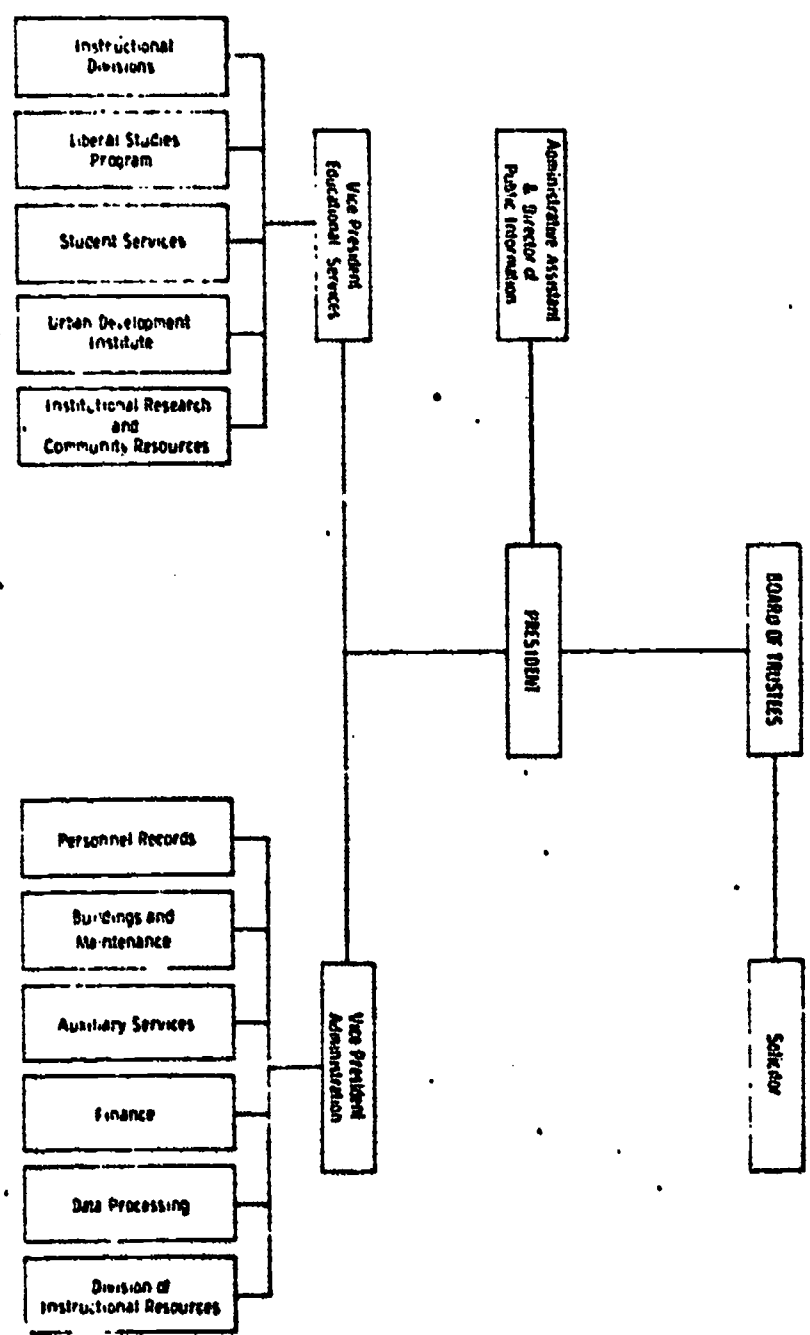 BOARD OF TRUSTEES
Solicitor
PRESIDENT
Administrative Assistant
& Director of
Public Information
Vice President
Educational Services
Vice President
Administration
Instructional
Divisions
Liberal Studies
Program
Student Services
Urban Development
Institute
Institutional Research
and
Community Resources
Personnel Records
Buildings and
Maintenance
Auxiliary Services
Finance
Data Processing
Division of
Instructional Resources